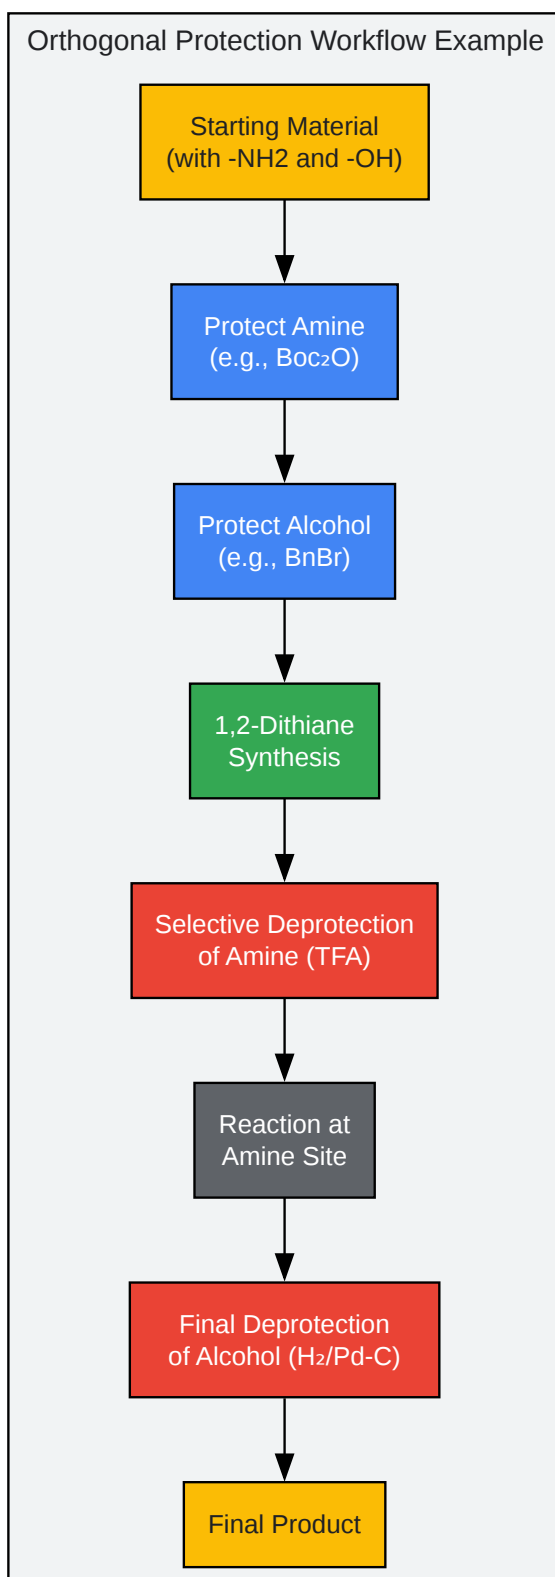 Orthogonal Protection Workflow Example
Starting Material
(with -NH2 and -OH)
Protect Amine
(e.g., Boc₂O)
Protect Alcohol
(e.g., BnBr)
1,2-Dithiane
Synthesis
Selective Deprotection
of Amine (TFA)
Reaction at
Amine Site
Final Deprotection
of Alcohol (H₂/Pd-C)
Final Product